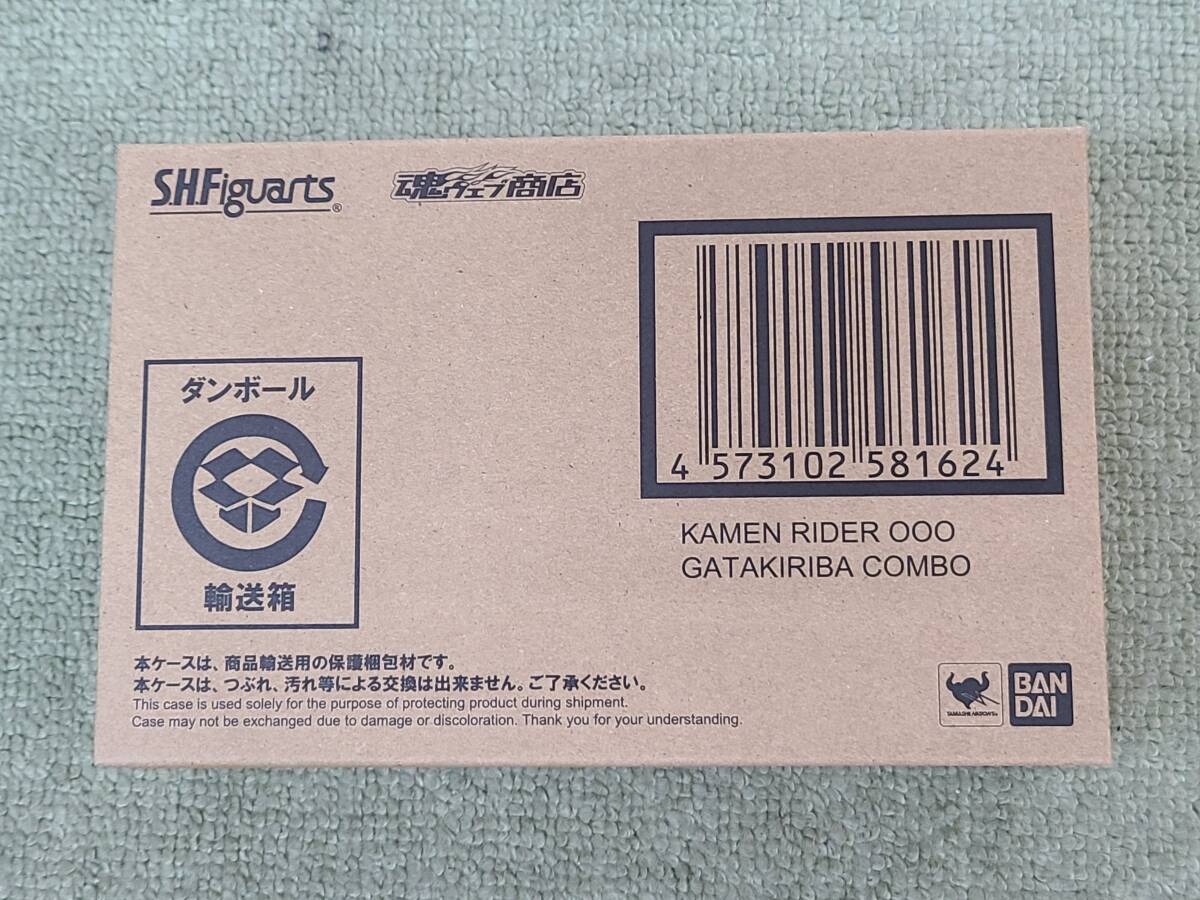 S.H.Figuarts®
魂ウェブ商店
4 573102 581624
KAMEN RIDER OOO
GATAKIRIBA COMBO
ダンボール
輸送箱
本ケースは、商品輸送用の保護梱包材です。
本ケースは、つぶれ、汚れ等による交換は出来ません。ご了承ください。
This case is used solely for the purpose of protecting product during shipment.
Case may not be exchanged due to damage or discoloration. Thank you for your understanding.
TAMASHII NATIONS
BAN
DAI